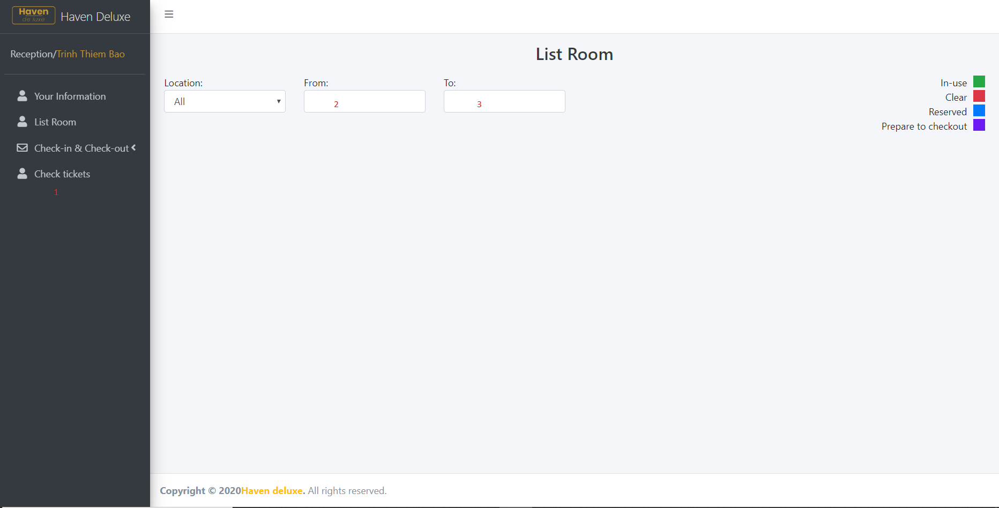 Haven
de luxe
Haven Deluxe
Reception/Trinh Thiem Bao
Your Information
List Room
Check-in & Check-out
Check tickets
1
List Room
Location:
All
From:
2
To:
3
In-use
Clear
Reserved
Prepare to checkout
Copyright © 2020Haven deluxe. All rights reserved.